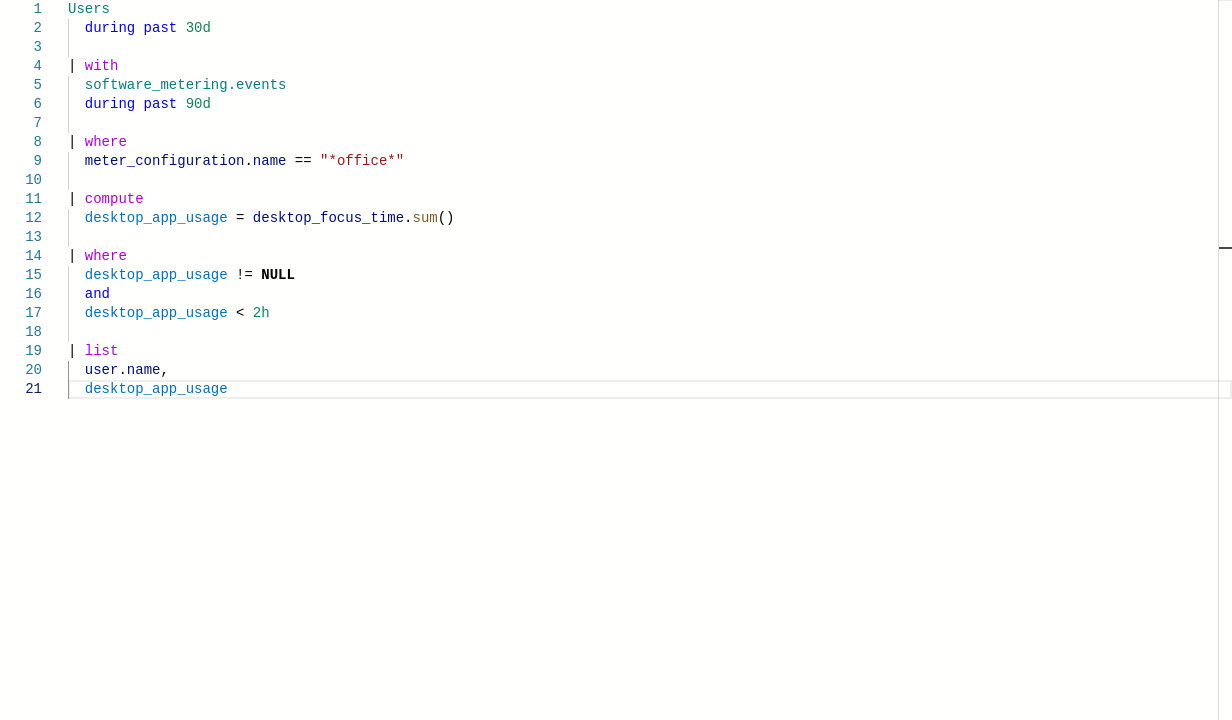 1 Users
2 during past 30d
3
4 | with
5 software_metering.events
6 during past 90d
7
8 | where
9 meter_configuration.name == "*office*"
10
11 | compute
12 desktop_app_usage = desktop_focus_time.sum()
13
14 | where
15 desktop_app_usage != NULL
16 and
17 desktop_app_usage < 2h
18
19 | list
20 user.name,
21 desktop_app_usage